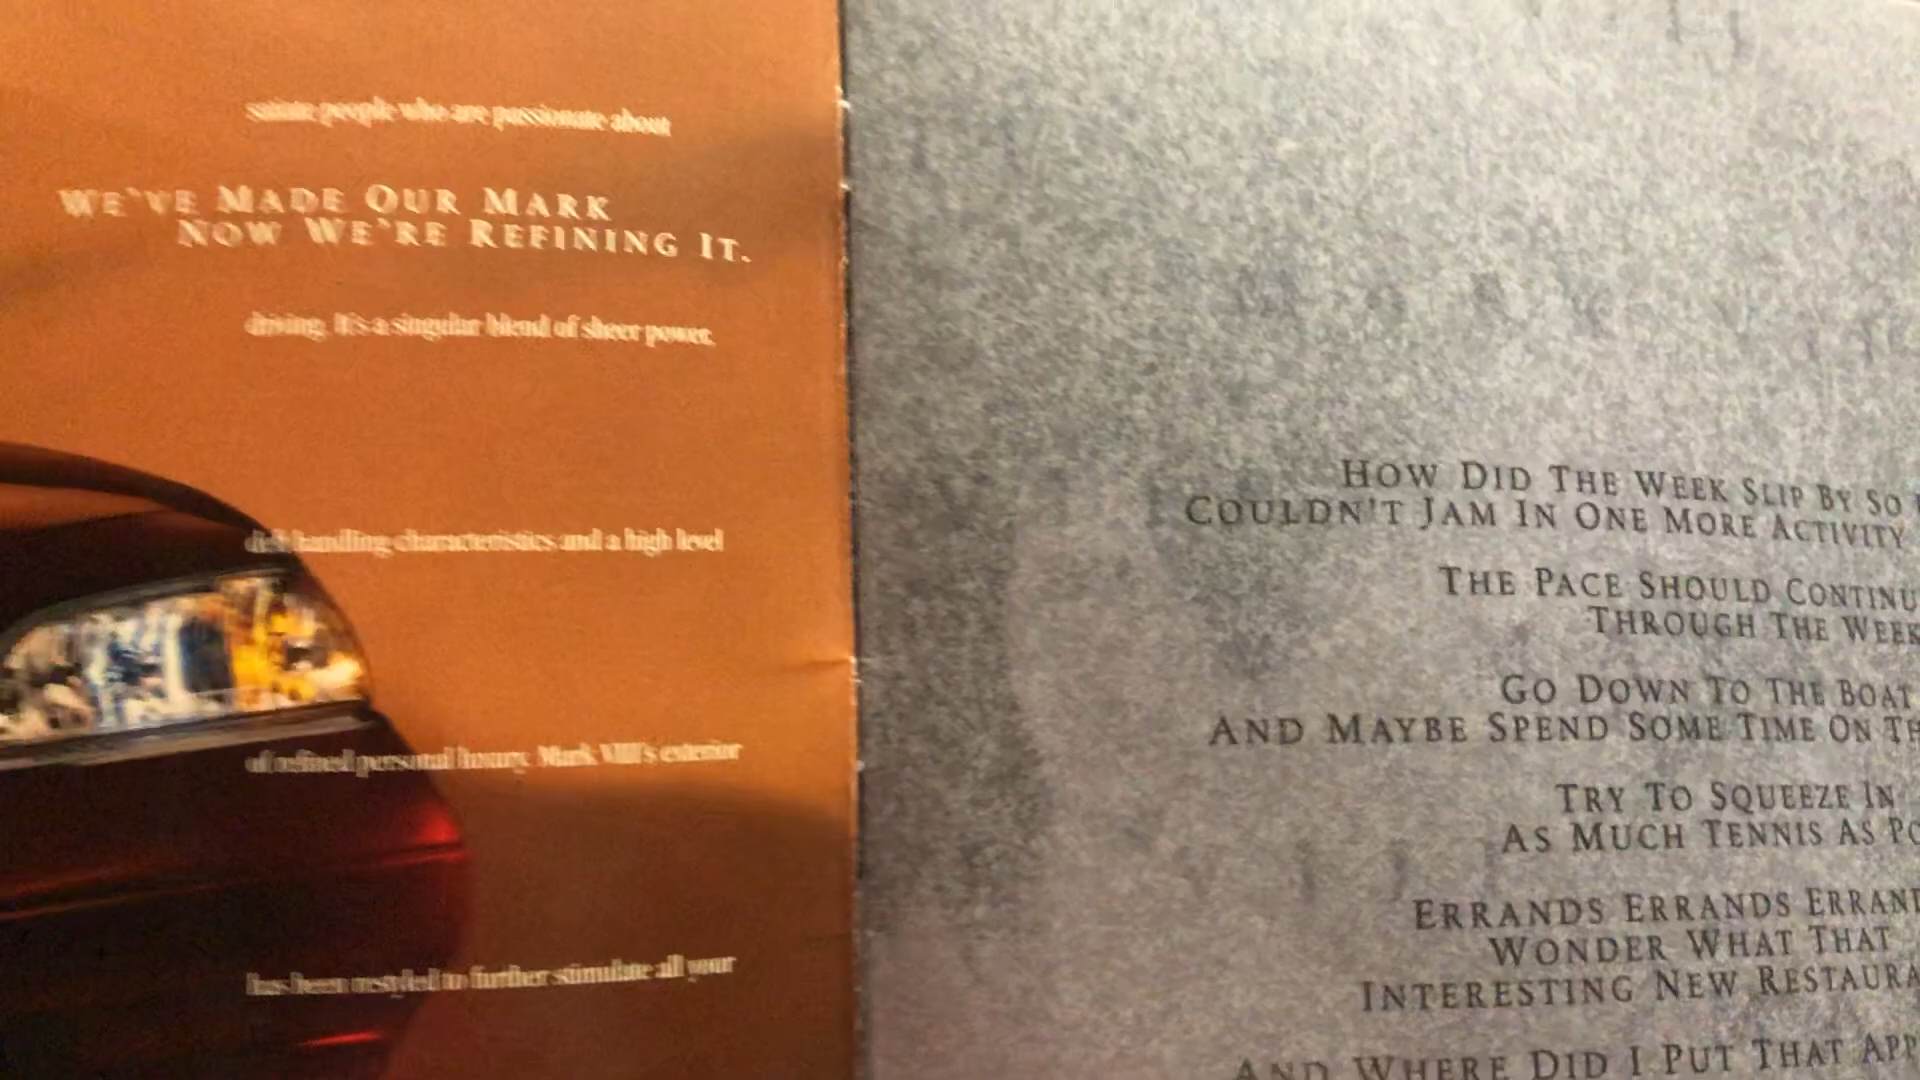 satiate people who are passionate about
WE'VE MADE OUR MARK
NOW WE'RE REFINING IT.
driving. It's a singular blend of sheer power,
deft handling characteristics and a high level
of refined personal luxury. Mark VIII's exterior
has been restyled to further stimulate all your
HOW DID THE WEEK SLIP BY SO
COULDN'T JAM IN ONE MORE ACTIVITY
THE PACE SHOULD CONTINU
THROUGH THE WEEK
GO DOWN TO THE BOAT
AND MAYBE SPEND SOME TIME ON TH
TRY TO SQUEEZE IN
AS MUCH TENNIS AS PO
ERRANDS ERRANDS ERRAND
WONDER WHAT THAT
INTERESTING NEW RESTAURA
AND WHERE DID I PUT THAT APP